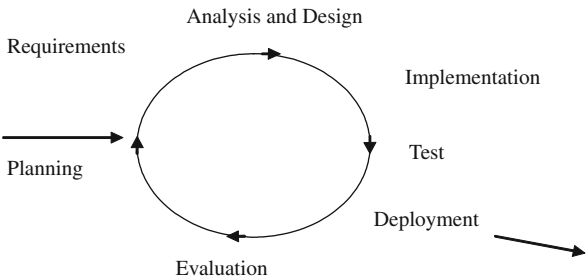 Analysis and Design
Requirements
Implementation
Test
Planning
Deployment
Evaluation